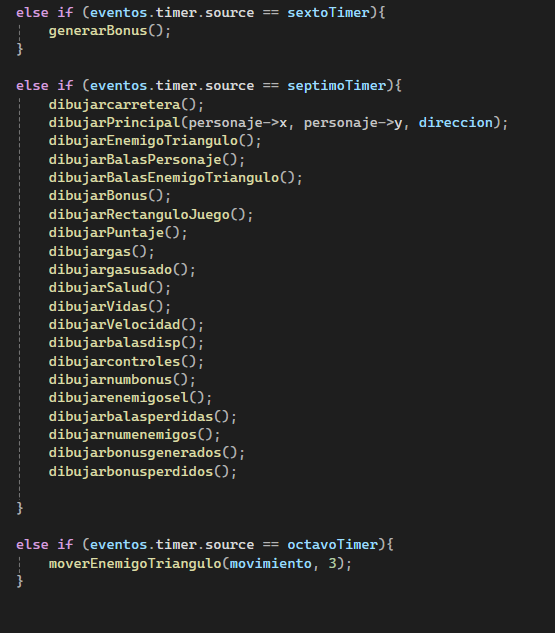 else if (eventos.timer.source == sextoTimer){
generarBonus();
}
else if (eventos.timer.source == septimoTimer){
dibujarcarretera();
dibujarPrincipal(personaje->x, personaje->y, direccion);
dibujarEnemigoTriangulo();
dibujarBalasPersonaje();
dibujarBalasEnemigoTriangulo();
dibujarBonus();
dibujarRectanguloJuego();
dibujarPuntaje();
dibujargas();
dibujargasusado();
dibujarSalud();
dibujarVidas();
dibujarVelocidad();
dibujarbalasdisp();
dibujarcontroles();
dibujarnumbonus();
dibujarenemigosel();
dibujarbalasperdidas();
dibujarnumenemigos();
dibujarbonusgenerados();
dibujarbonusperdidos();
}
else if (eventos.timer.source == octavoTimer){
moverEnemigoTriangulo(movimiento, 3);
}